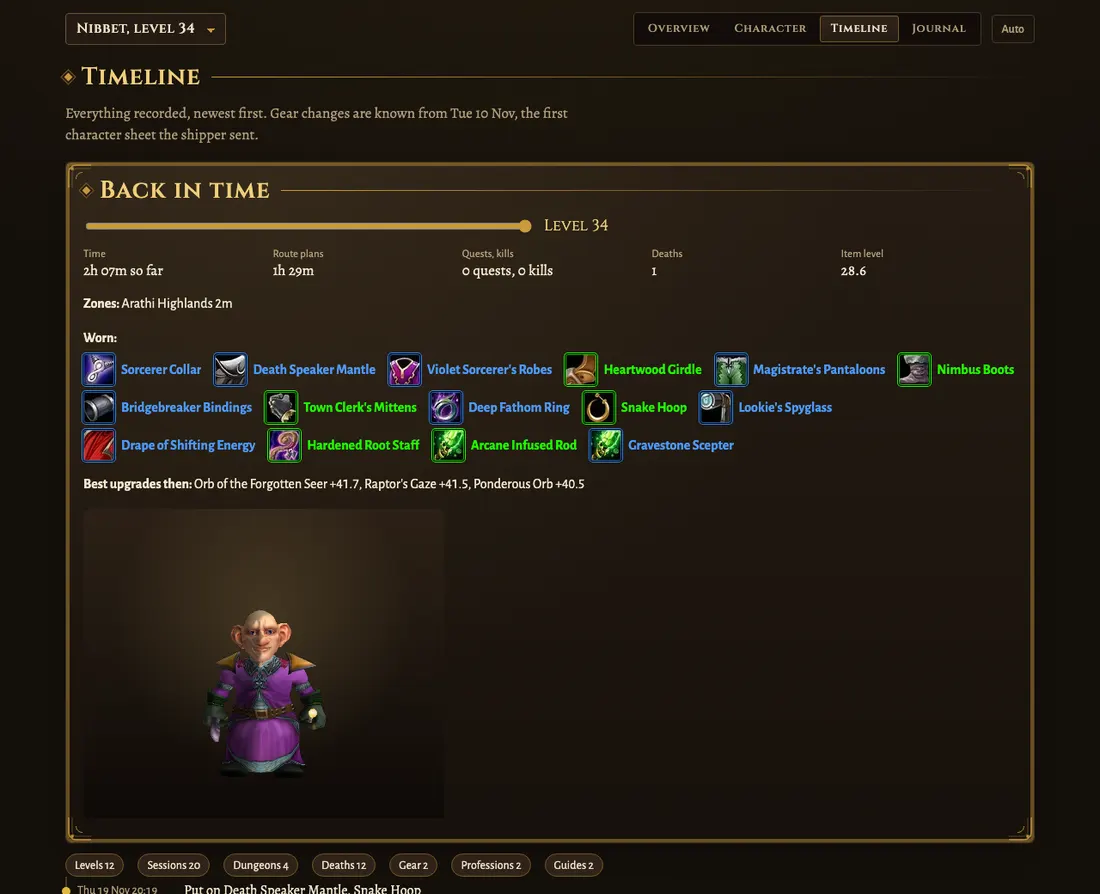 Nibbet, level 34
Overview Character Timeline Journal Auto
Timeline
Everything recorded, newest first. Gear changes are known from Tue 10 Nov, the first
character sheet the shipper sent.
Back in time
Level 34
Time Route plans Quests, kills Deaths Item level
2h 07m so far 1h 29m 0 quests, 0 kills 1 28.6
Zones: Arathi Highlands 2m
Worn:
Sorcerer Collar Death Speaker Mantle Violet Sorcerer's Robes Heartwood Girdle Magistrate's Pantaloons Nimbus Boots
Bridgebreaker Bindings Town Clerk's Mittens Deep Fathom Ring Snake Hoop Lookie's Spyglass
Drape of Shifting Energy Hardened Root Staff Arcane Infused Rod Gravestone Scepter
Best upgrades then: Orb of the Forgotten Seer +41.7, Raptor's Gaze +41.5, Ponderous Orb +40.5
Levels 12 Sessions 20 Dungeons 4 Deaths 12 Gear 2 Professions 2 Guides 2
Thu 19 Nov 20:19 Put on Death Speaker Mantle, Snake Hoop